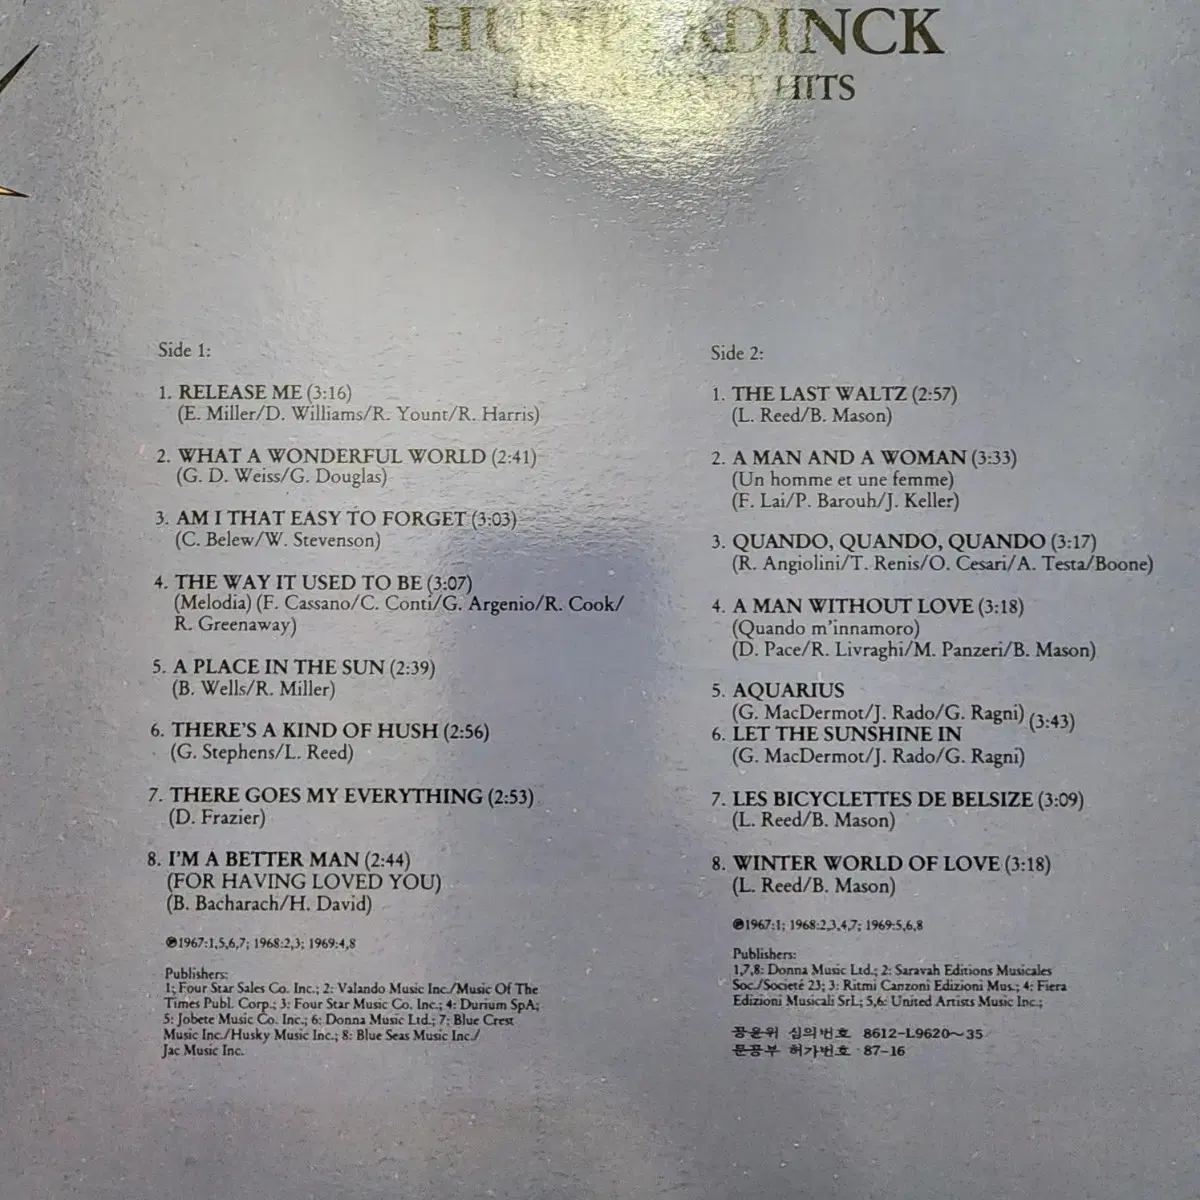 HITS
Side 1:
1. RELEASE ME (3:16)
(E. Miller/D. Williams/R. Yount/R. Harris)
2. WHAT A WONDERFUL WORLD (2:41)
(G. D. Weiss/G. Douglas)
3. AM I THAT EASY TO FORGET (3:03)
(C. Belew/W. Stevenson)
4. THE WAY IT USED TO BE (3:07)
(Melodia) (F. Cassano/C. Conti/G. Argenio/R. Cook/
R. Greenaway)
5. A PLACE IN THE SUN (2:39)
(B. Wells/R. Miller)
6. THERE'S A KIND OF HUSH (2:56)
(G. Stephens/L. Reed)
7. THERE GOES MY EVERYTHING (2:53)
(D. Frazier)
8. I'M A BETTER MAN (2:44)
(FOR HAVING LOVED YOU)
(B. Bacharach/H. David)
℗1967:1,5,6,7; 1968:2,3; 1969:4,8
Publishers:
1; Four Star Sales Co. Inc.; 2: Valando Music Inc./Music Of The
Times Publ. Corp.; 3: Four Star Music Co. Inc.; 4: Durium SpA;
5: Jobete Music Co. Inc.; 6: Donna Music Ltd.; 7: Blue Crest
Music Inc./Husky Music Inc.; 8: Blue Seas Music Inc./
Jac Music Inc.
Side 2:
1. THE LAST WALTZ (2:57)
(L. Reed/B. Mason)
2. A MAN AND A WOMAN (3:33)
(Un homme et une femme)
(F. Lai/P. Barouh/J. Keller)
3. QUANDO, QUANDO, QUANDO (3:17)
(R. Angiolini/T. Renis/O. Cesari/A. Testa/Boone)
4. A MAN WITHOUT LOVE (3:18)
(Quando m'innamoro)
(D. Pace/R. Livraghi/M. Panzeri/B. Mason)
5. AQUARIUS
(G. MacDermot/J. Rado/G. Ragni) (3:43)
6. LET THE SUNSHINE IN
(G. MacDermot/J. Rado/G. Ragni)
7. LES BICYCLETTES DE BELSIZE (3:09)
(L. Reed/B. Mason)
8. WINTER WORLD OF LOVE (3:18)
(L. Reed/B. Mason)
℗1967:1; 1968:2,3,4,7; 1969:5,6,8
Publishers:
1,7,8: Donna Music Ltd.; 2: Saravah Editions Musicales
Soc./Societé 23; 3: Ritmi Canzoni Edizioni Mus.; 4: Fiera
Edizioni Musicali SrL; 5,6: United Artists Music Inc.;
공윤위 심의번호 8612-L9620~35
문공부 허가번호 87-16